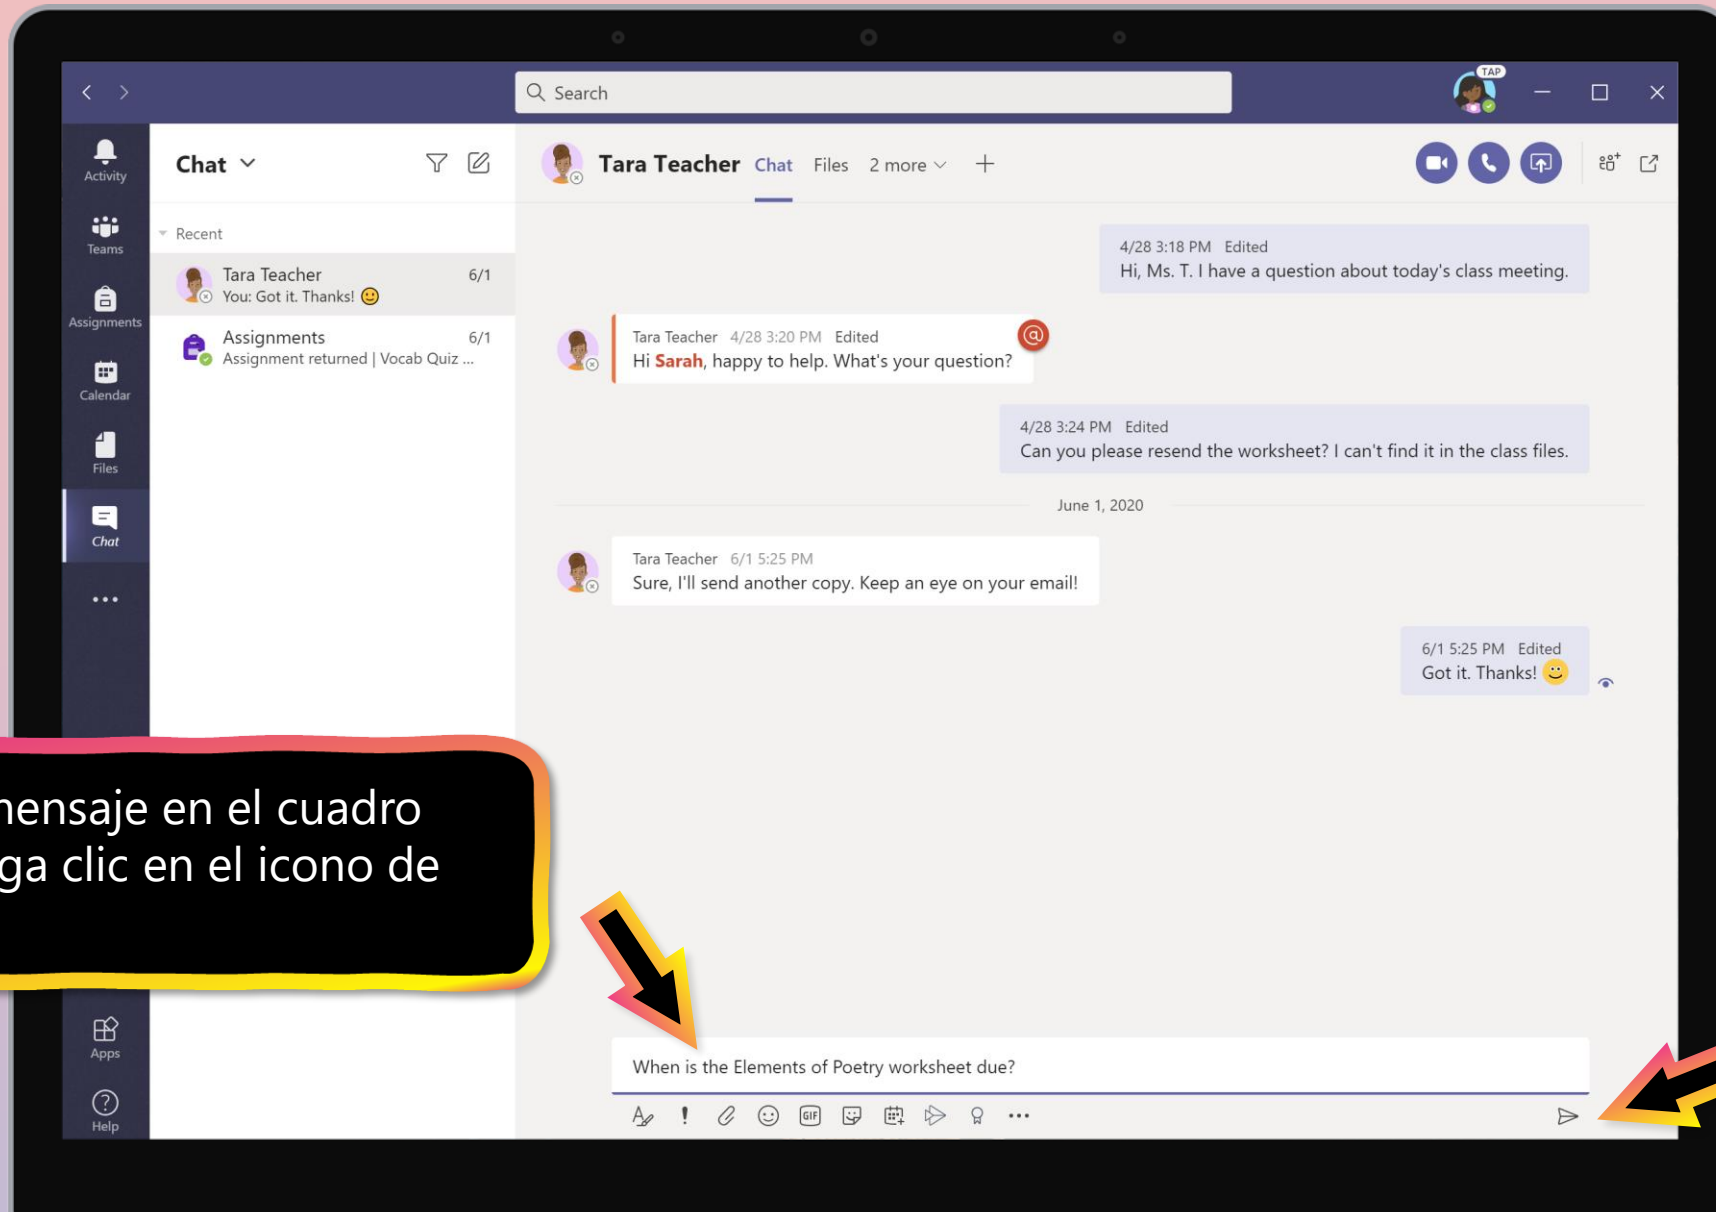 TAP
Search
Activity
Teams
Assignments
Calendar
Files
Chat
Apps
Help
Chat
Recent
Tara Teacher 6/1
You: Got it. Thanks!
Assignments 6/1
Assignment returned | Vocab Quiz ...
Tara Teacher Chat Files 2 more
4/28 3:18 PM Edited
Hi, Ms. T. I have a question about today's class meeting.
Tara Teacher 4/28 3:20 PM Edited
@
Hi Sarah, happy to help. What's your question?
4/28 3:24 PM Edited
Can you please resend the worksheet? I can't find it in the class files.
June 1, 2020
Tara Teacher 6/1 5:25 PM
Sure, I'll send another copy. Keep an eye on your email!
6/1 5:25 PM Edited
Got it. Thanks!
en el cuadro
clic en el icono de
When is the Elements of Poetry worksheet due?
GIF